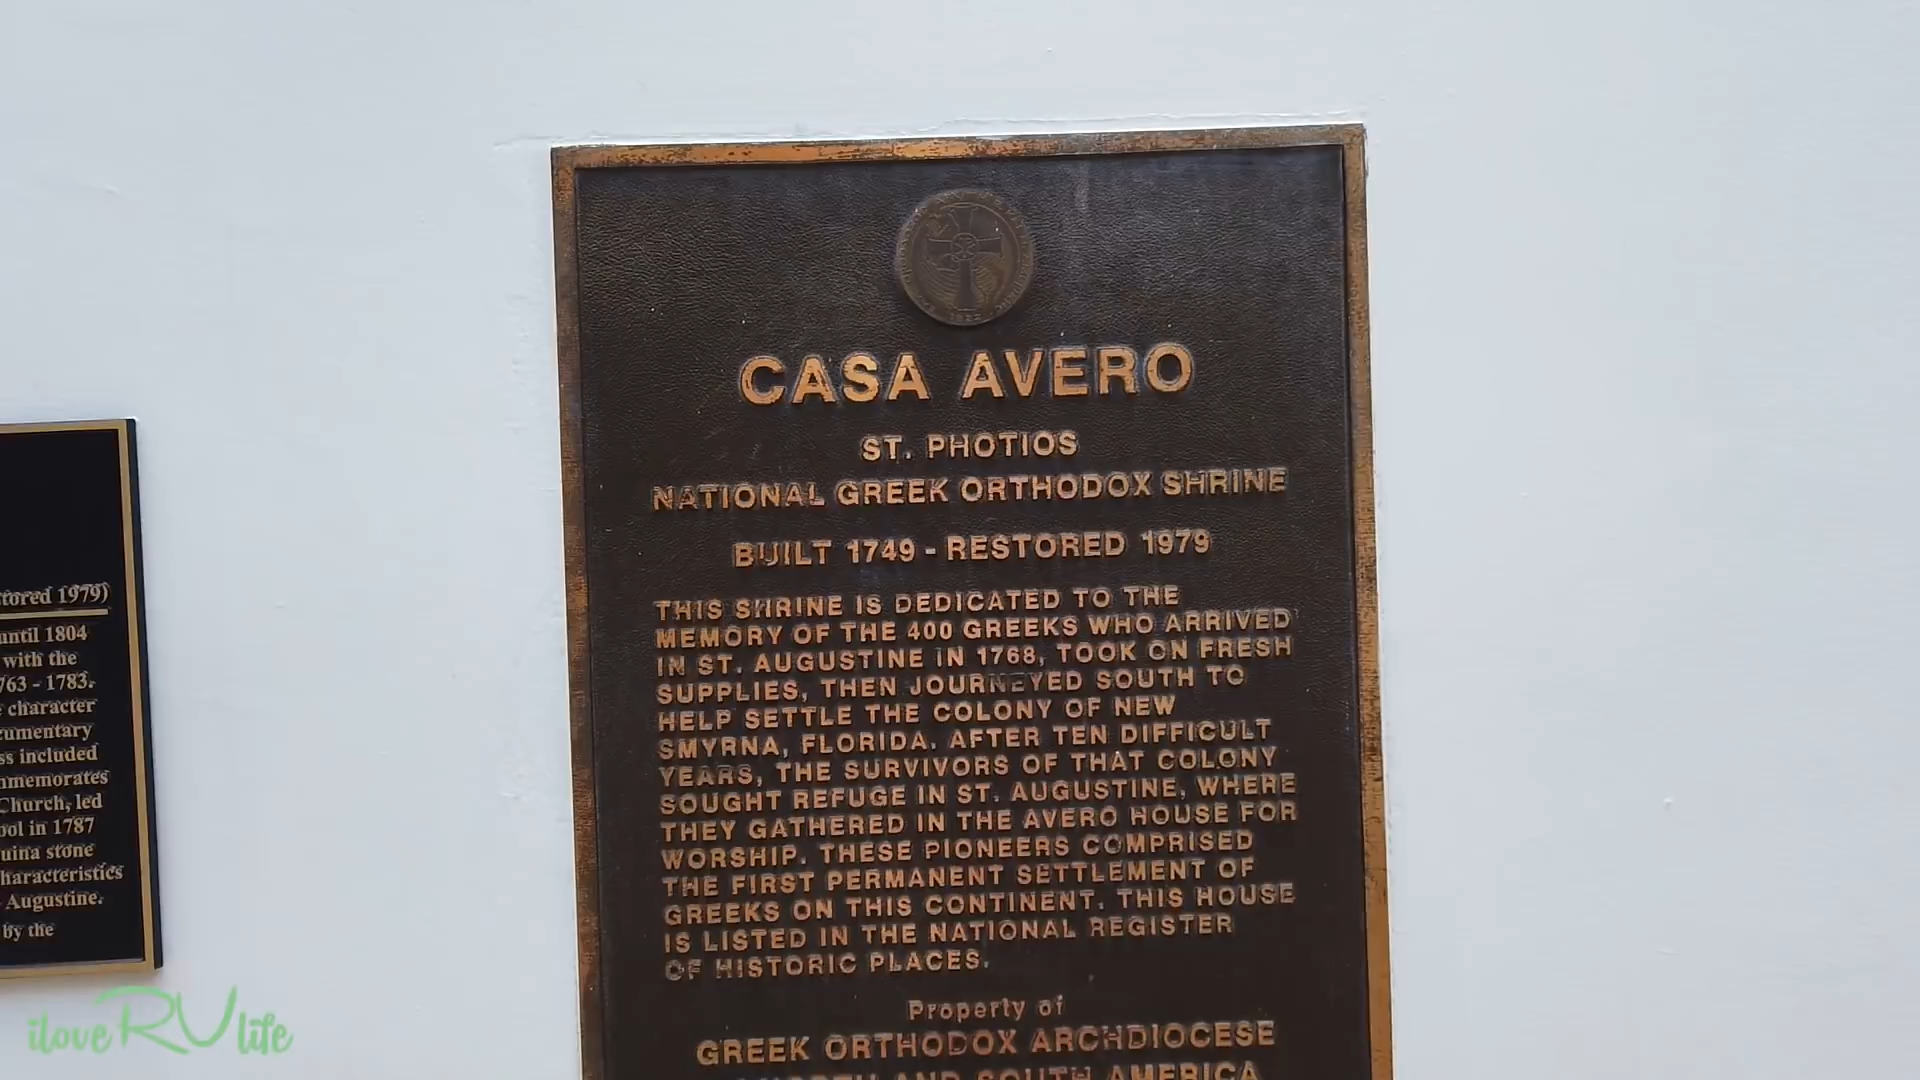 CASA AVERO
ST. PHOTIOS
NATIONAL GREEK ORTHODOX SHRINE
BUILT 1749 - RESTORED 1979
THIS SHRINE IS DEDICATED TO THE
MEMORY OF THE 400 GREEKS WHO ARRIVED
IN ST. AUGUSTINE IN 1768, TOOK ON FRESH
SUPPLIES, THEN JOURNEYED SOUTH TO
HELP SETTLE THE COLONY OF NEW
SMYRNA, FLORIDA. AFTER TEN DIFFICULT
YEARS, THE SURVIVORS OF THAT COLONY
SOUGHT REFUGE IN ST. AUGUSTINE, WHERE
THEY GATHERED IN THE AVERO HOUSE FOR
WORSHIP. THESE PIONEERS COMPRISED
THE FIRST PERMANENT SETTLEMENT OF
GREEKS ON THIS CONTINENT. THIS HOUSE
IS LISTED IN THE NATIONAL REGISTER
OF HISTORIC PLACES.
Property of
GREEK ORTHODOX ARCHDIOCESE
NORTH AND SOUTH AMERICA
tored 1979)
until 1804
with the
763 - 1783.
character
cumentary
ss included
mmemorates
Church, led
ool in 1787
uina stone
haracteristics
Augustine.
by the
ilove RV life